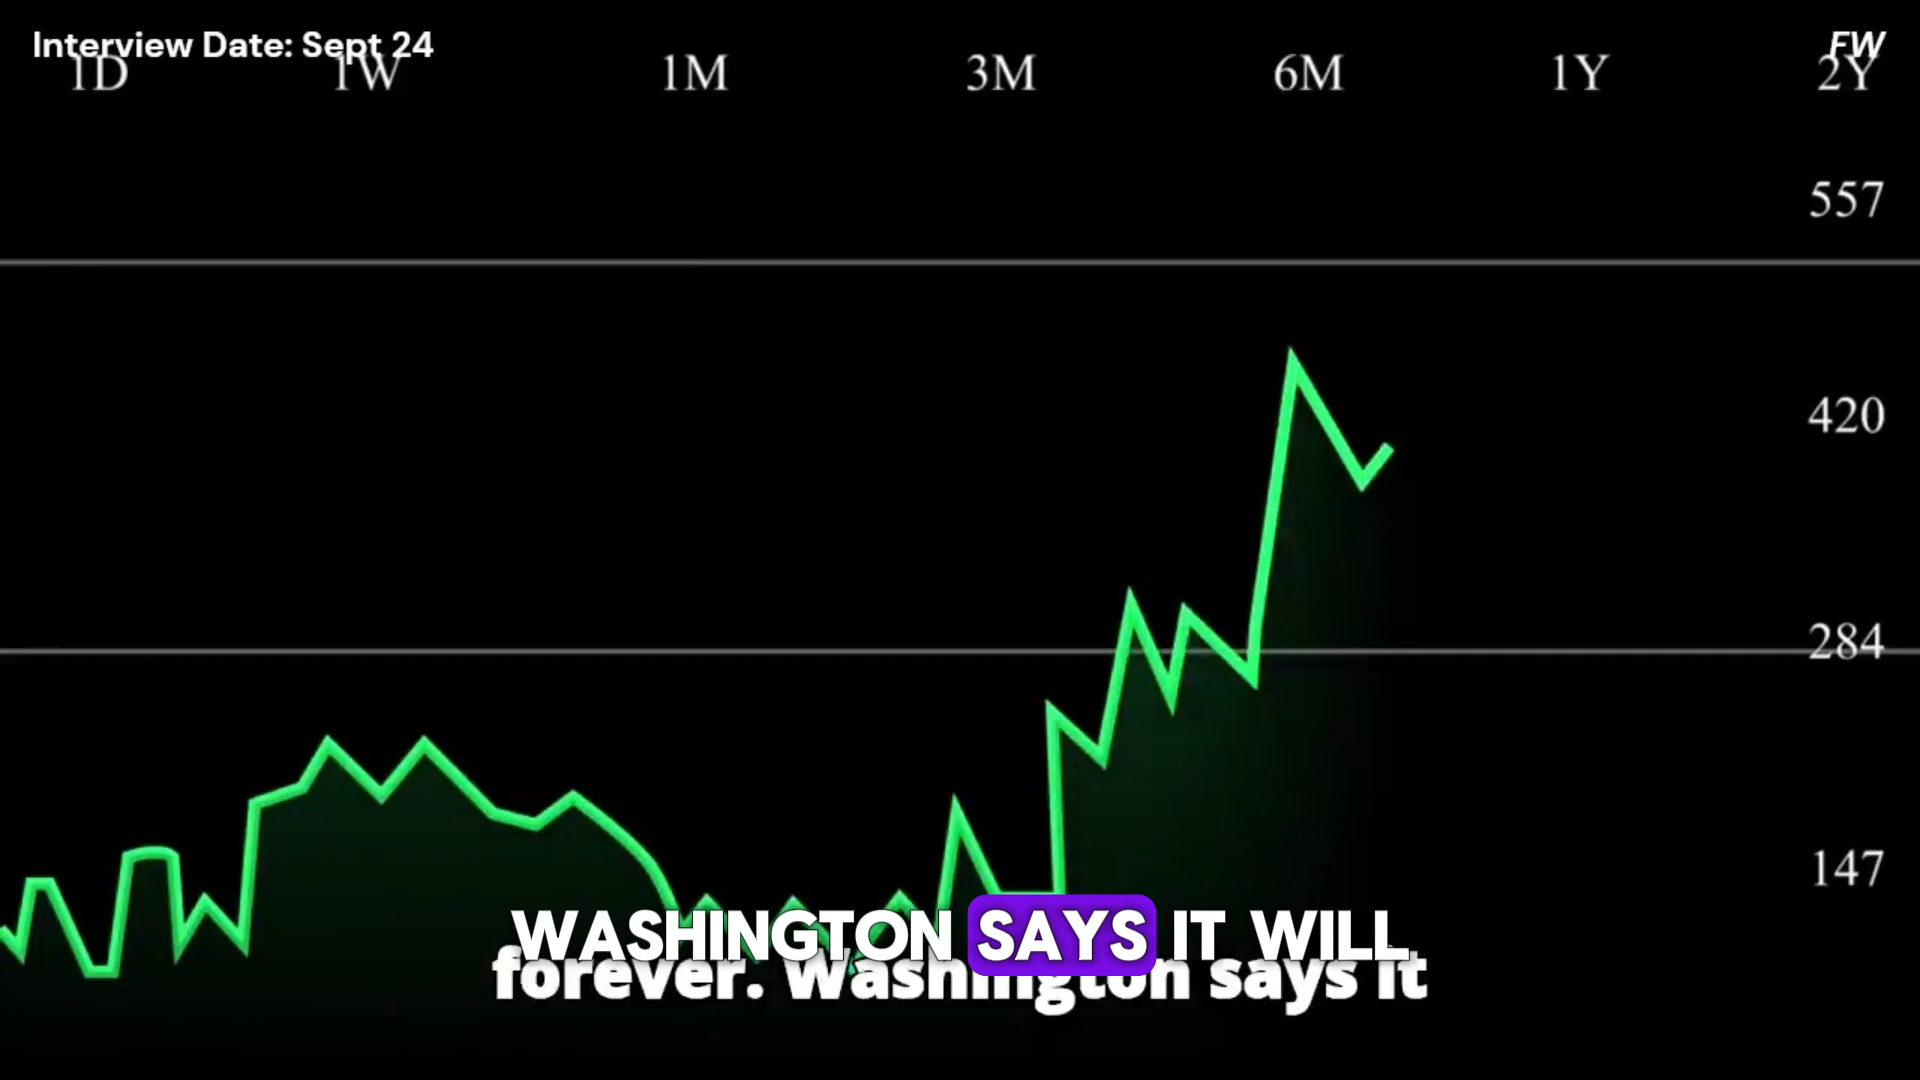 Interview Date: Sept 24
FW
1D 1W 1M 3M 6M 1Y 2Y
557
420
284
147
WASHINGTON SAYS IT WILL
forever. Washington says it